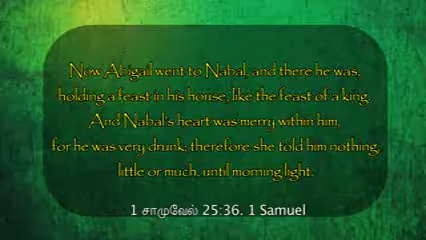 Now Abigail went to Nabal, and there he was,
holding a feast in his house, like the feast of a king.
And Nabal's heart was merry within him,
for he was very drunk; therefore she told him nothing,
little or much, until morning light.
1 சாமுவேல் 25:36. 1 Samuel